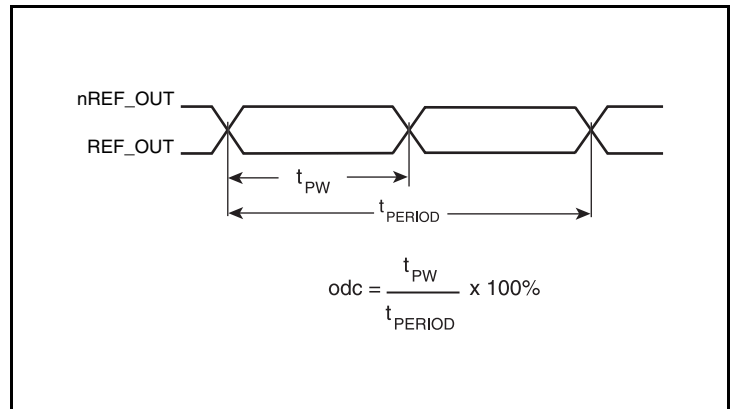 nREF_OUT
REF_OUT
tPW
tPERIOD
odc = tPW / tPERIOD x 100%